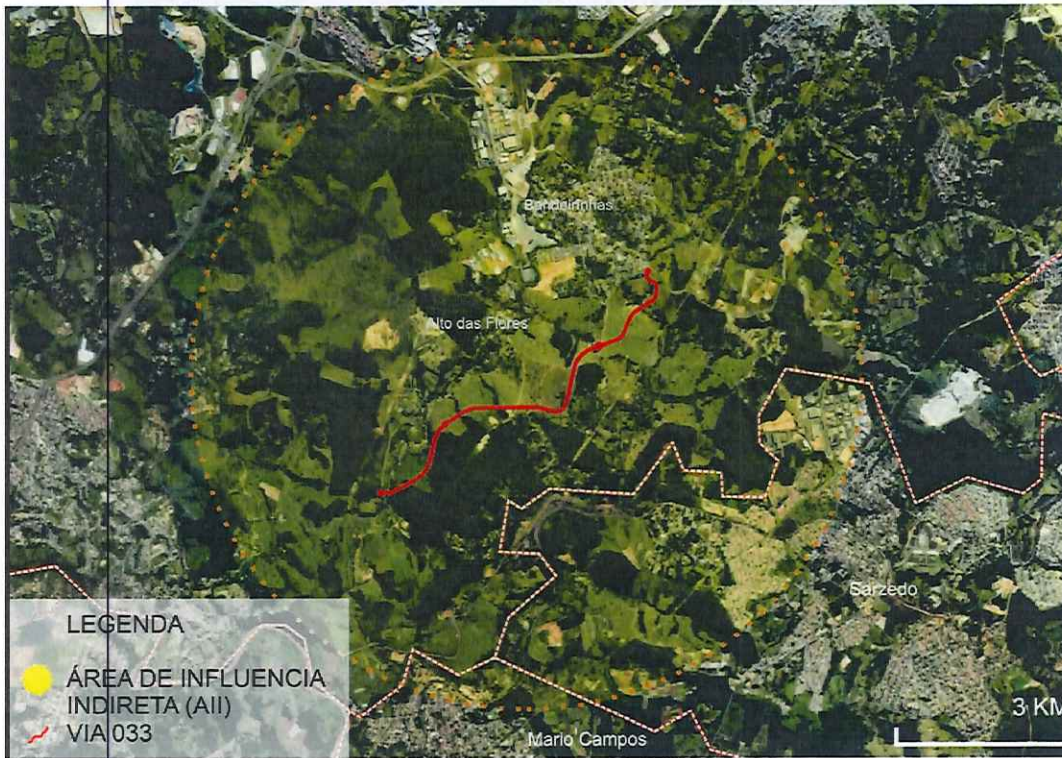 Bandeirinhas
Alto das Flores
Sarzedo
LEGENDA
ÁREA DE INFLUENCIA
INDIRETA (AII)
VIA 033
3 KM
Mario Campos